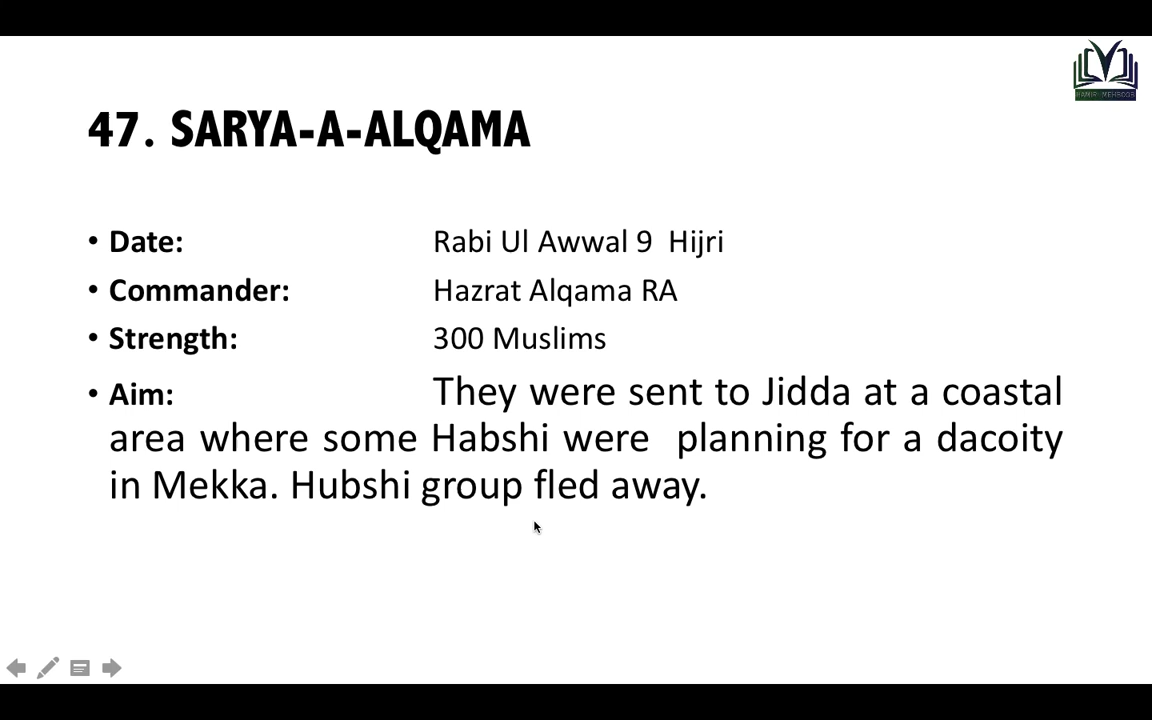 47. SARYA-A-ALQAMA
• Date: Rabi Ul Awwal 9 Hijri
• Commander: Hazrat Alqama RA
• Strength: 300 Muslims
• Aim: They were sent to Jidda at a coastal
area where some Habshi were planning for a dacoity
in Mekka. Hubshi group fled away.